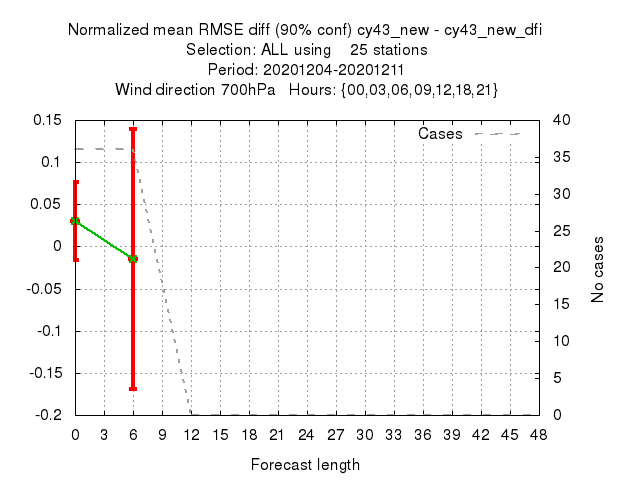 Normalized mean RMSE diff (90% conf) cy43_new - cy43_new_dfi
Selection: ALL using    25 stations
Period: 20201204-20201211
Wind direction 700hPa   Hours: {00,03,06,09,12,18,21}
Cases
0.15
0.1
0.05
0
-0.05
-0.1
-0.15
-0.2
40
35
30
25
20
15
10
5
0
No cases
0 3 6 9 12 15 18 21 24 27 30 33 36 39 42 45 48
Forecast length